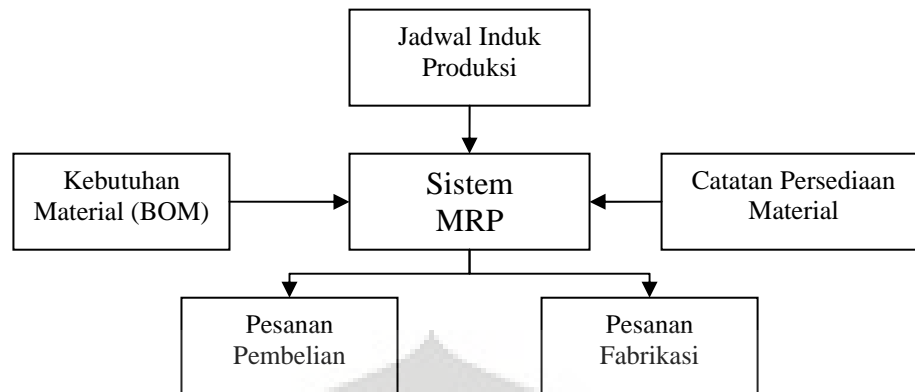 Jadwal Induk
Produksi
Kebutuhan
Material (BOM)
Sistem
MRP
Catatan Persediaan
Material
Pesanan
Pembelian
Pesanan
Fabrikasi